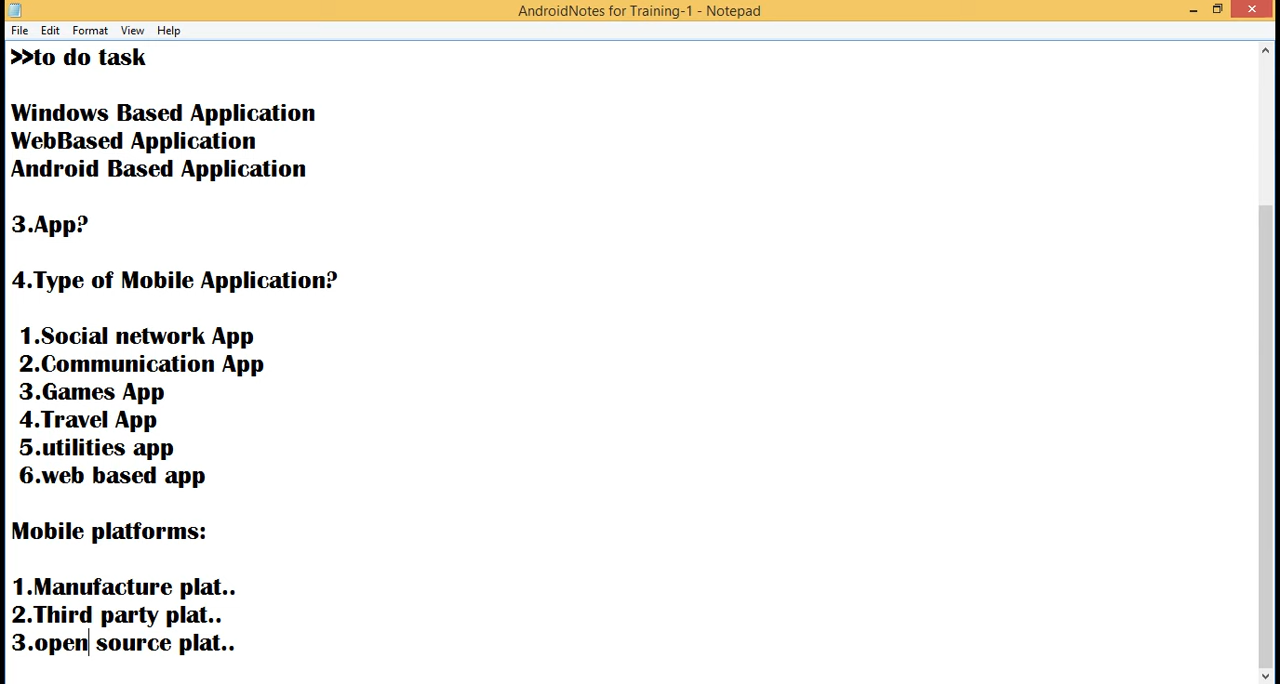 AndroidNotes for Training-1 - Notepad
File Edit Format View Help
>>to do task
Windows Based Application
WebBased Application
Android Based Application
3.App?
4.Type of Mobile Application?
1.Social network App
2.Communication App
3.Games App
4.Travel App
5.utilities app
6.web based app
Mobile platforms:
1.Manufacture plat..
2.Third party plat..
3.open source plat..